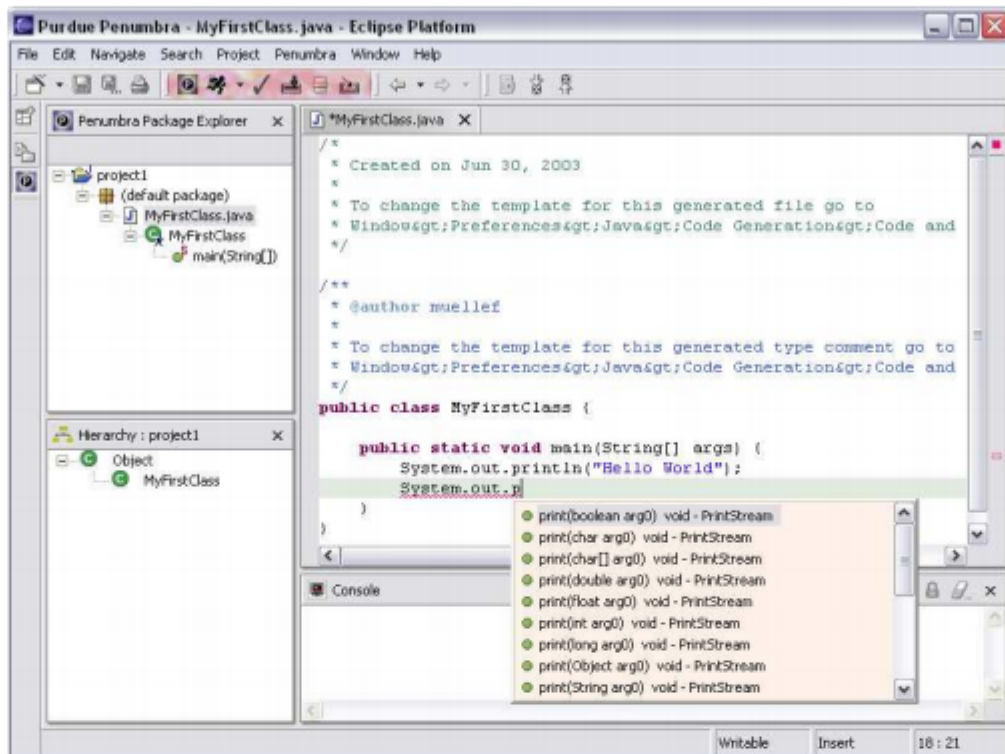 Purdue Penumbra - MyFirstClass.java - Eclipse Platform
File Edit Navigate Search Project Penumbra Window Help
Penumbra Package Explorer
project1
(default package)
MyFirstClass.java
MyFirstClass
main(String[])
Hierarchy : project1
Object
MyFirstClass
*MyFirstClass.java
/*
 * Created on Jun 30, 2003
 *
 * To change the template for this generated file go to
 * Window&gt;Preferences&gt;Java&gt;Code Generation&gt;Code and
 */
/**
 * @author muellef
 *
 * To change the template for this generated type comment go to
 * Window&gt;Preferences&gt;Java&gt;Code Generation&gt;Code and
 */
public class MyFirstClass {
public static void main(String[] args) {
System.out.println("Hello World");
System.out.p
}
}
print(boolean arg0) void - PrintStream
print(char arg0) void - PrintStream
print(char[] arg0) void - PrintStream
print(double arg0) void - PrintStream
print(float arg0) void - PrintStream
print(int arg0) void - PrintStream
print(long arg0) void - PrintStream
print(Object arg0) void - PrintStream
print(String arg0) void - PrintStream
Console
Writable Insert 18 : 21